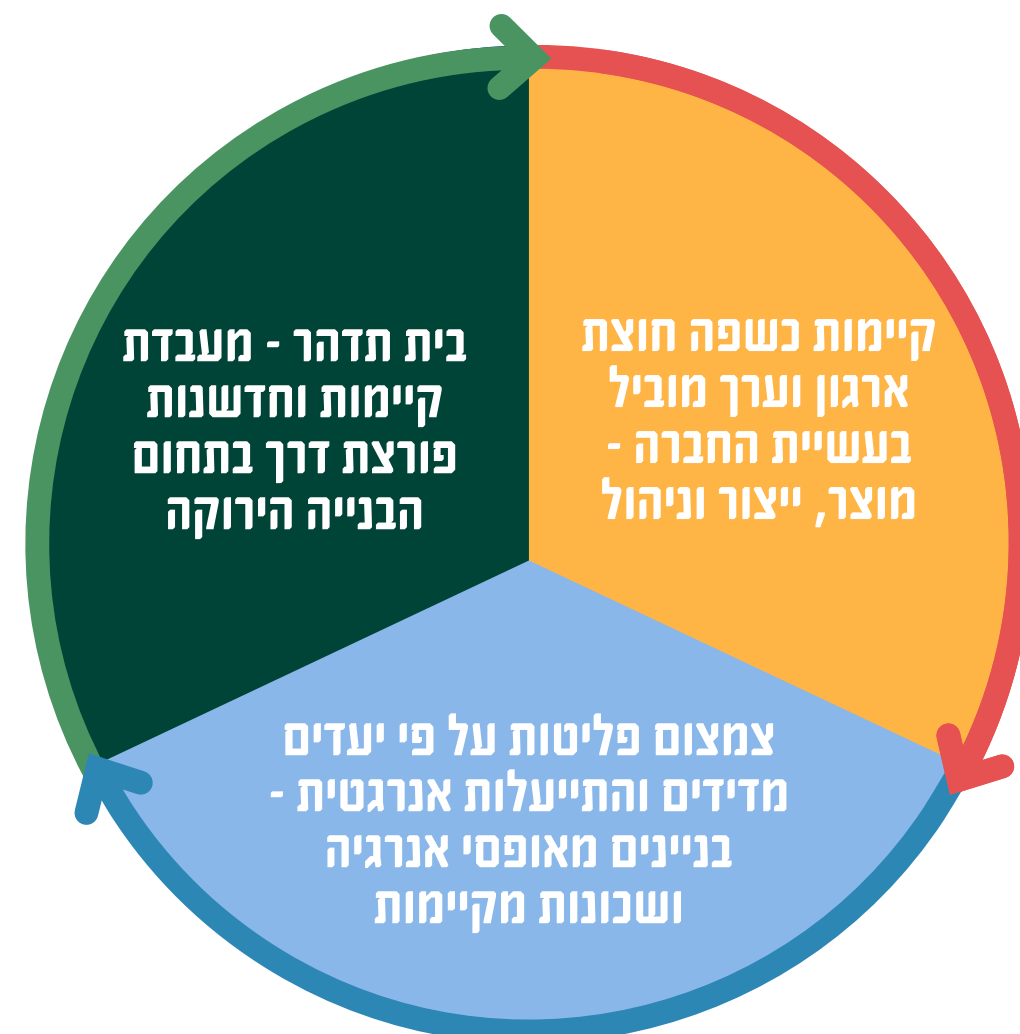 קיימות כשפה חוצת
ארגון וערך מוביל
בעשיית החברה -
מוצר, ייצור וניהול
צמצום פליטות על פי יעדים
מדידים והתייעלות אנרגטית -
בניינים מאופסי אנרגיה
ושכונות מקיימות
בית תדהר - מעבדת
קיימות וחדשנות
פורצת דרך בתחום
הבנייה הירוקה